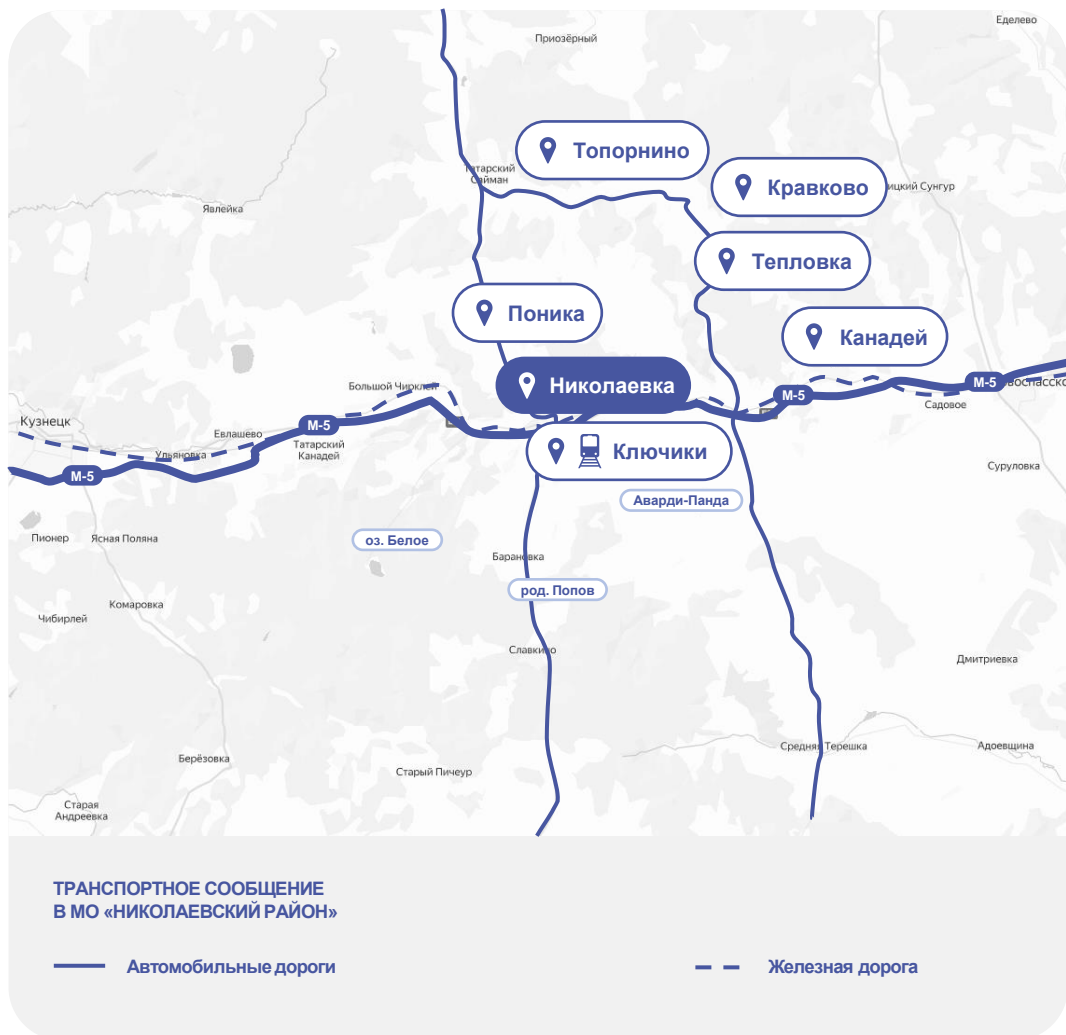 Еделево
Приозёрный
Топорнино
Татарский
Сайман
Кравково
ицкий Сунгур
Явлейка
Тепловка
Поника
Канадей
Большой Чирклей
Николаевка
М-5
М-5
воспасско
Садовое
Кузнецк
М-5
Евлашево
Татарский
Канадей
Ульяновка
Ключики
М-5
Суруловка
Аварди-Панда
Пионер
Ясная Поляна
оз. Белое
Барановка
род. Попов
Комаровка
Чибирлей
Славкино
Дмитриевка
Средняя Терешка
Адоевщина
Берёзовка
Старый Пичеур
Старая
Андреевка
ТРАНСПОРТНОЕ СООБЩЕНИЕ
В МО «НИКОЛАЕВСКИЙ РАЙОН»
Автомобильные дороги
Железная дорога